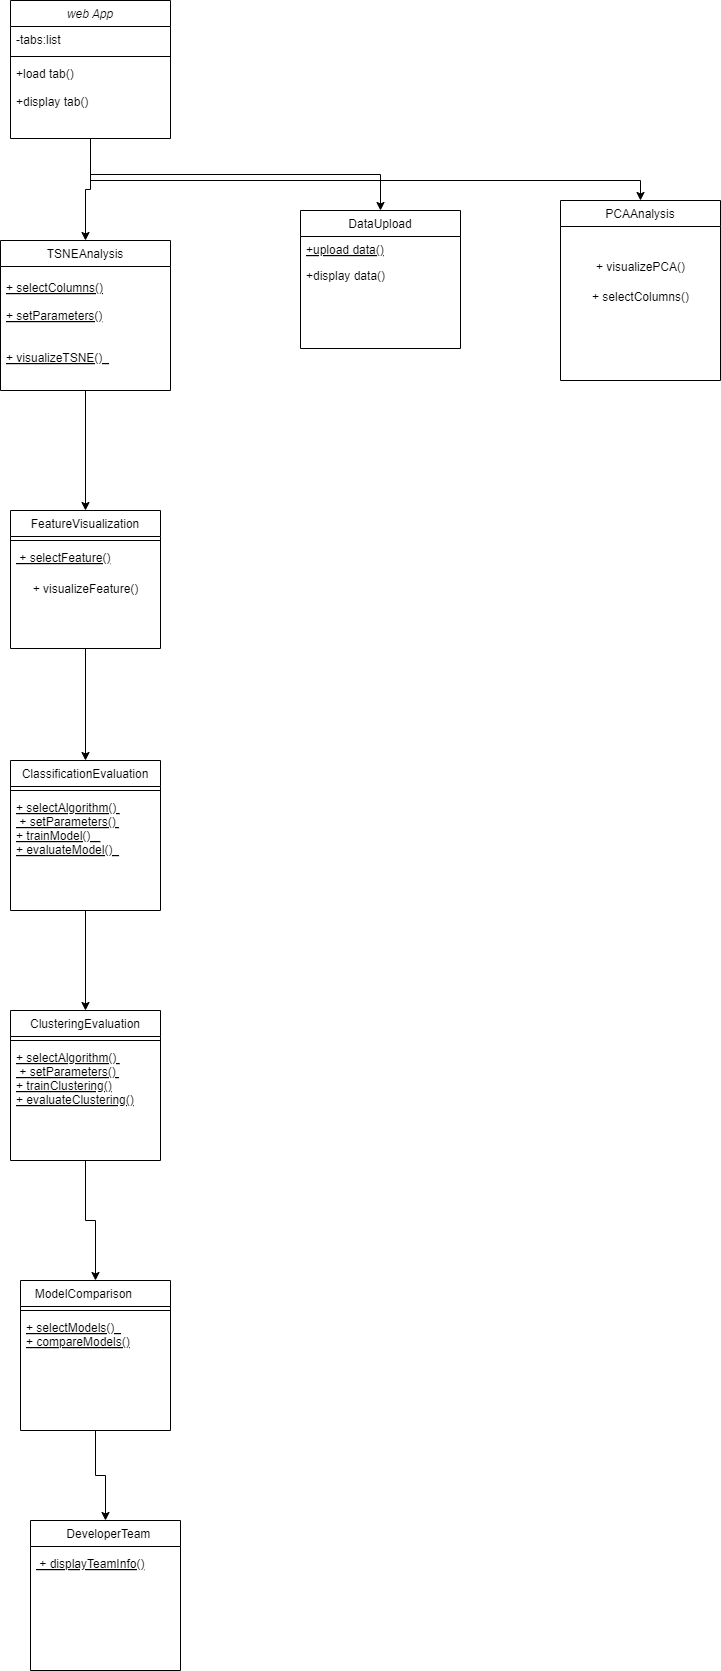 web App
-tabs:list
+load tab()
+display tab()
TSNEAnalysis
+ selectColumns()
+ setParameters()
+ visualizeTSNE()
DataUpload
+upload data()
+display data()
PCAAnalysis
+ visualizePCA()
+ selectColumns()
FeatureVisualization
+ selectFeature()
+ visualizeFeature()
ClassificationEvaluation
+ selectAlgorithm()
+ setParameters()
+ trainModel()
+ evaluateModel()
ClusteringEvaluation
+ selectAlgorithm()
+ setParameters()
+ trainClustering()
+ evaluateClustering()
ModelComparison
+ selectModels()
+ compareModels()
DeveloperTeam
+ displayTeamInfo()